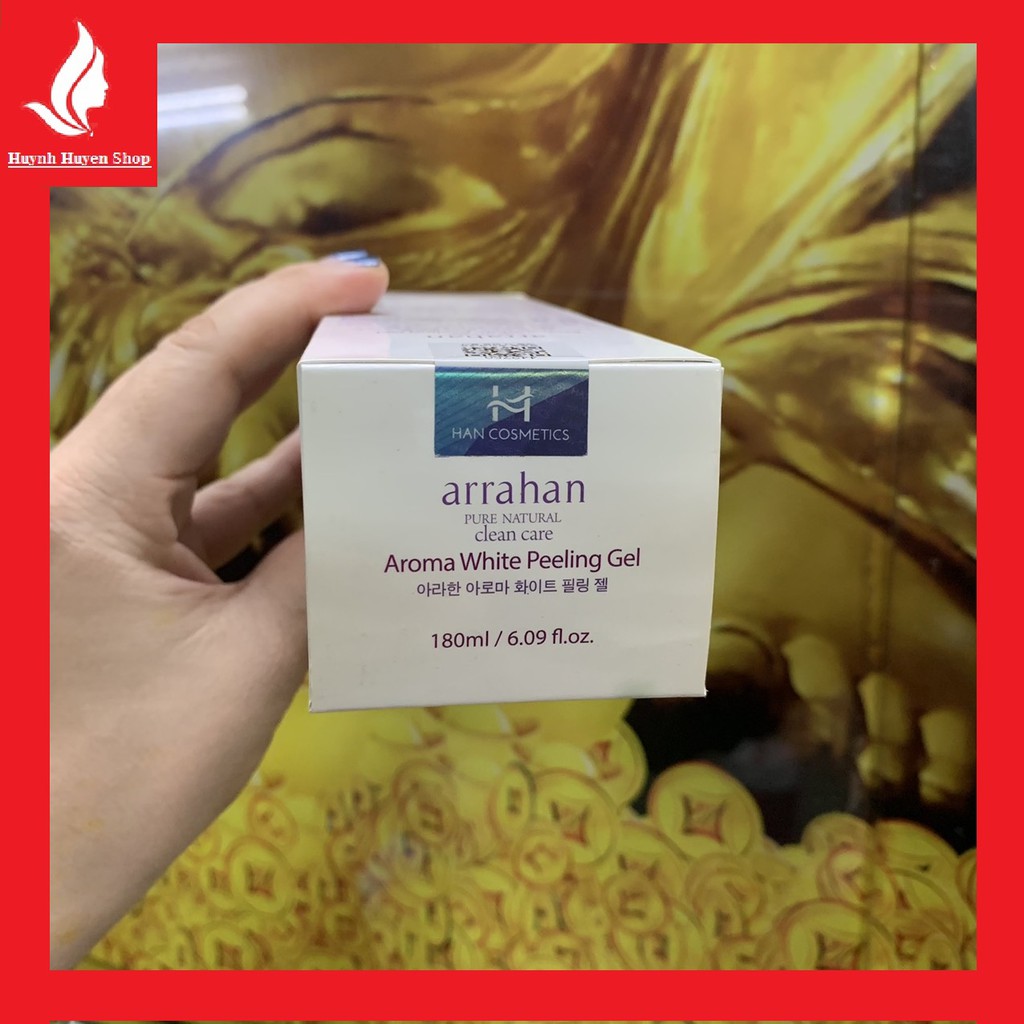 Huynh Huyen Shop
HAN COSMETICS
arrahan
PURE NATURAL
clean care
Aroma White Peeling Gel
아라한 아로마 화이트 필링 젤
180ml / 6.09 fl.oz.